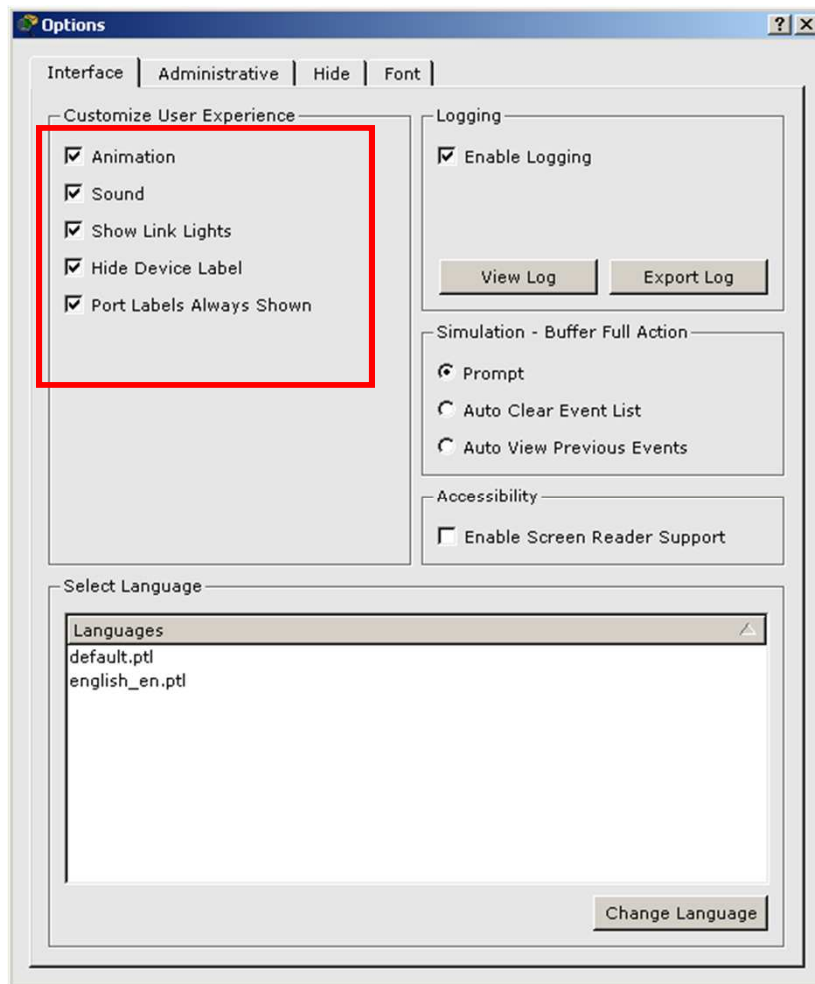 Options
Interface
Administrative
Hide
Font
Customize User Experience
Animation
Sound
Show Link Lights
Hide Device Label
Port Labels Always Shown
Logging
Enable Logging
View Log
Export Log
Simulation - Buffer Full Action
Prompt
Auto Clear Event List
Auto View Previous Events
Accessibility
Enable Screen Reader Support
Select Language
Languages
default.ptl
english_en.ptl
Change Language